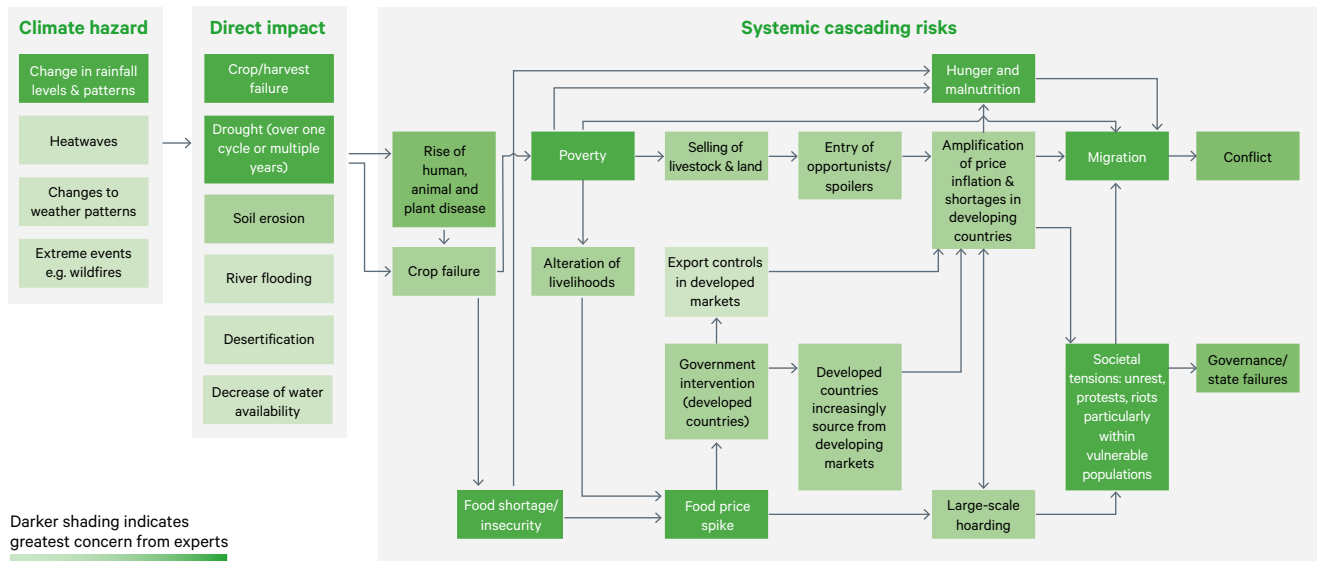 Climate hazard
Change in rainfall
levels & patterns
Heatwaves
Changes to
weather patterns
Extreme events
e.g. wildfires
Direct impact
Crop/harvest
failure
Drought (over one
cycle or multiple
years)
Soil erosion
River flooding
Desertification
Decrease of water
availability
Systemic cascading risks
Hunger and
malnutrition
Rise of
human,
animal and
plant disease
Poverty
Selling of
livestock & land
Entry of
opportunists/
spoilers
Amplification
of price
inflation &
shortages in
developing
countries
Migration
Conflict
Crop failure
Alteration of
livelihoods
Export controls
in developed
markets
Government
intervention
(developed
countries)
Developed
countries
increasingly
source from
developing
markets
Societal
tensions: unrest,
protests, riots
particularly
within
vulnerable
populations
Governance/
state failures
Food shortage/
insecurity
Food price
spike
Large-scale
hoarding
Darker shading indicates
greatest concern from experts